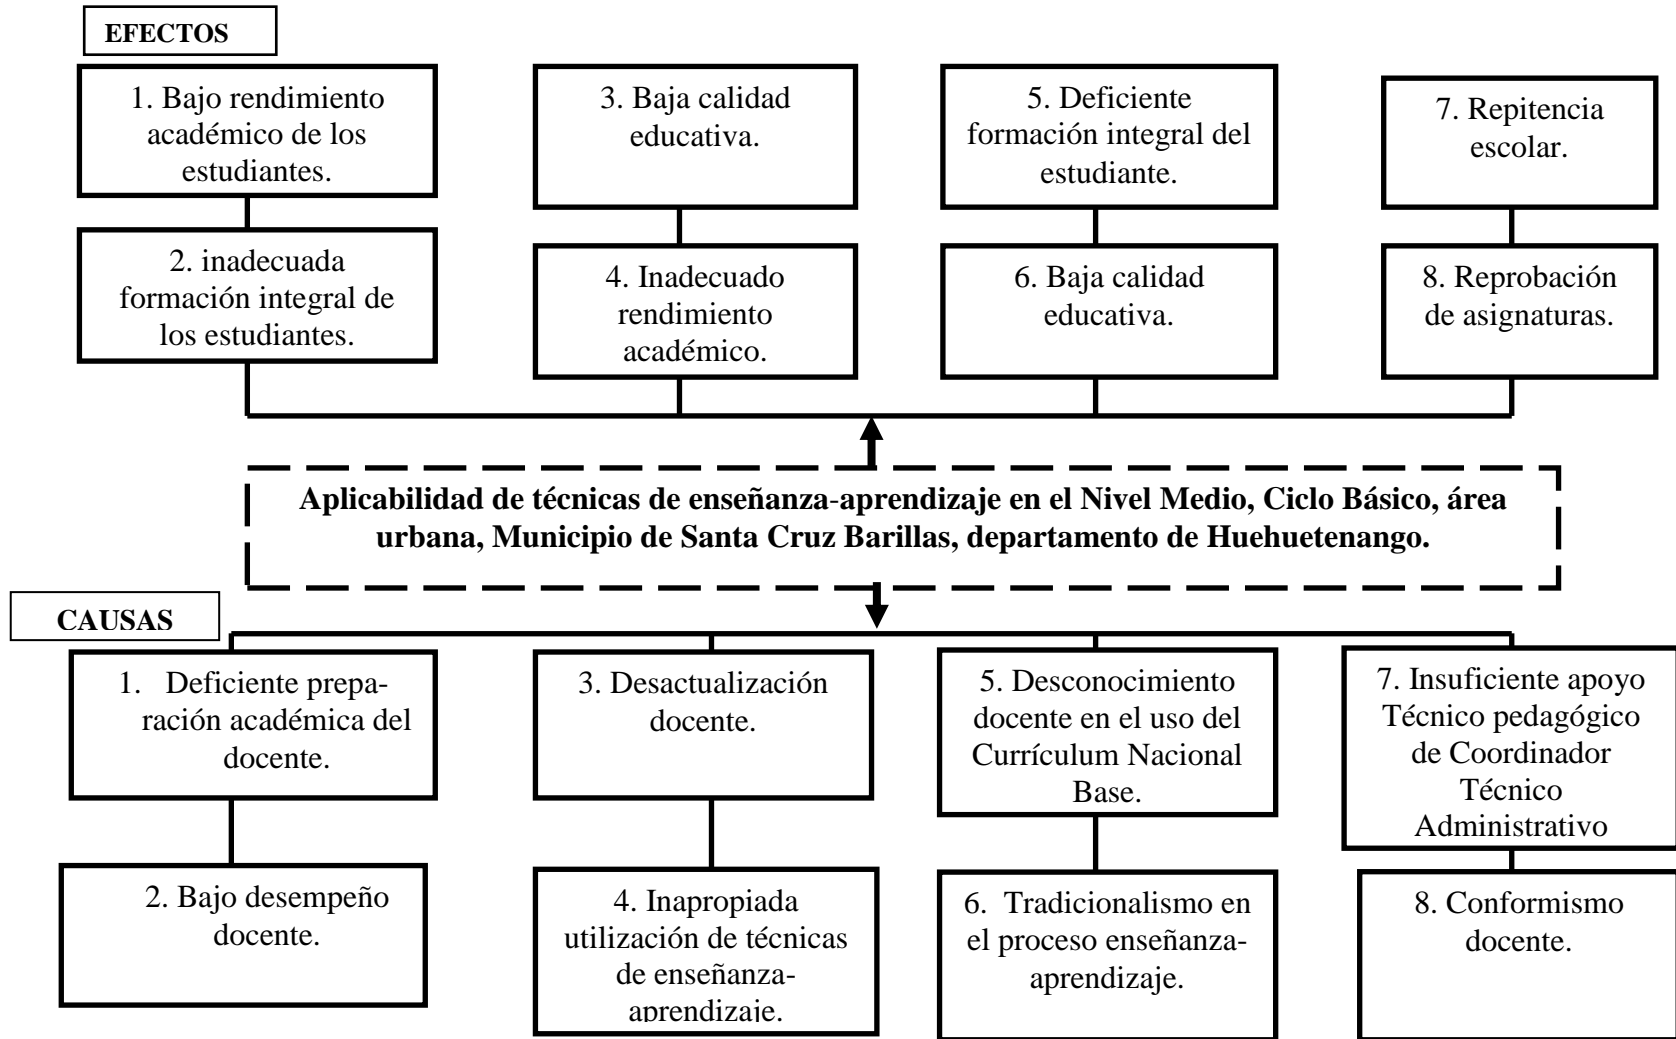 EFECTOS
1. Bajo rendimiento
académico de los
estudiantes.
3. Baja calidad
educativa.
5. Deficiente
formación integral del
estudiante.
7. Repitencia
escolar.
2. inadecuada
formación integral de
los estudiantes.
4. Inadecuado
rendimiento
académico.
6. Baja calidad
educativa.
8. Reprobación
de asignaturas.
Aplicabilidad de técnicas de enseñanza-aprendizaje en el Nivel Medio, Ciclo Básico, área
urbana, Municipio de Santa Cruz Barillas, departamento de Huehuetenango.
CAUSAS
1. Deficiente prepa-
ración académica del
docente.
3. Desactualización
docente.
5. Desconocimiento
docente en el uso del
Currículum Nacional
Base.
7. Insuficiente apoyo
Técnico pedagógico
de Coordinador
Técnico
Administrativo
2. Bajo desempeño
docente.
4. Inapropiada
utilización de técnicas
de enseñanza-
aprendizaje.
6. Tradicionalismo en
el proceso enseñanza-
aprendizaje.
8. Conformismo
docente.